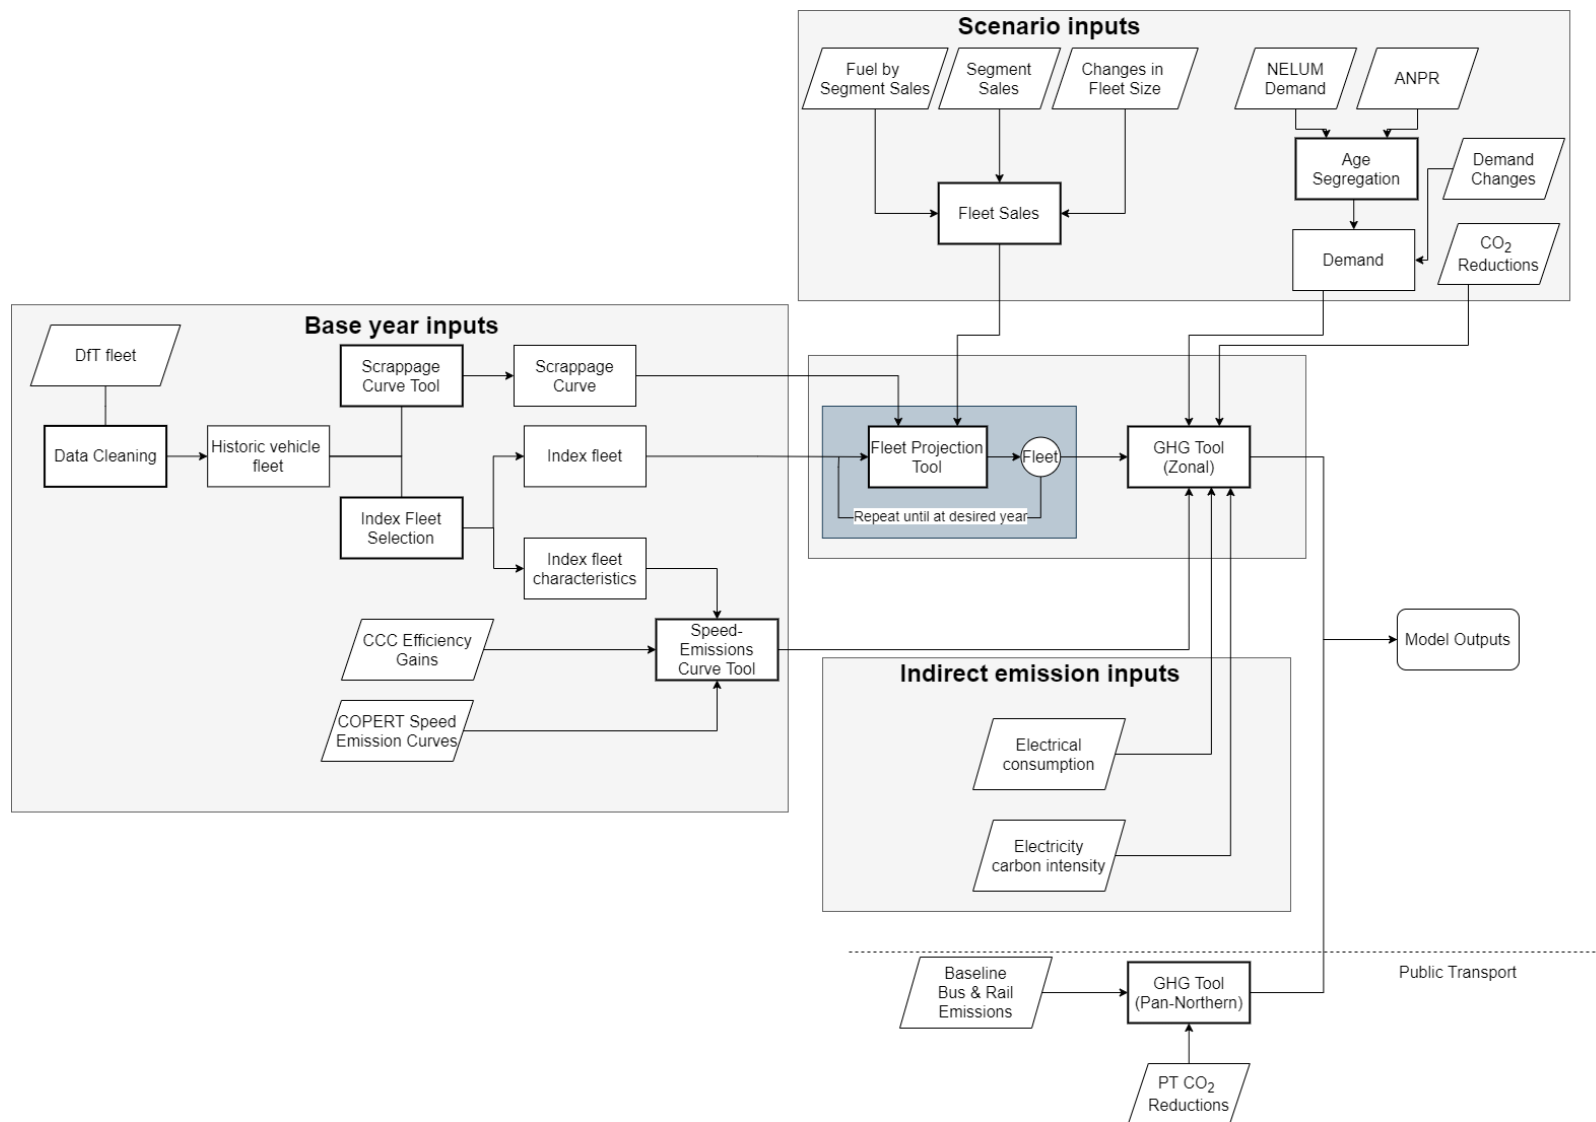 Scenario inputs
Fuel by
Segment Sales
Segment
Sales
Changes in
Fleet Size
NELUM
Demand
ANPR
Age
Segregation
Demand
Changes
Fleet Sales
Demand
CO₂
Reductions
Base year inputs
DfT fleet
Scrappage
Curve Tool
Scrappage
Curve
Data Cleaning
Historic vehicle
fleet
Index fleet
Index Fleet
Selection
Index fleet
characteristics
CCC Efficiency
Gains
Speed-
Emissions
Curve Tool
COPERT Speed
Emission Curves
Fleet Projection
Tool
Fleet
Repeat until at desired year
GHG Tool
(Zonal)
Indirect emission inputs
Electrical
consumption
Electricity
carbon intensity
Model Outputs
Public Transport
Baseline
Bus & Rail
Emissions
GHG Tool
(Pan-Northern)
PT CO₂
Reductions